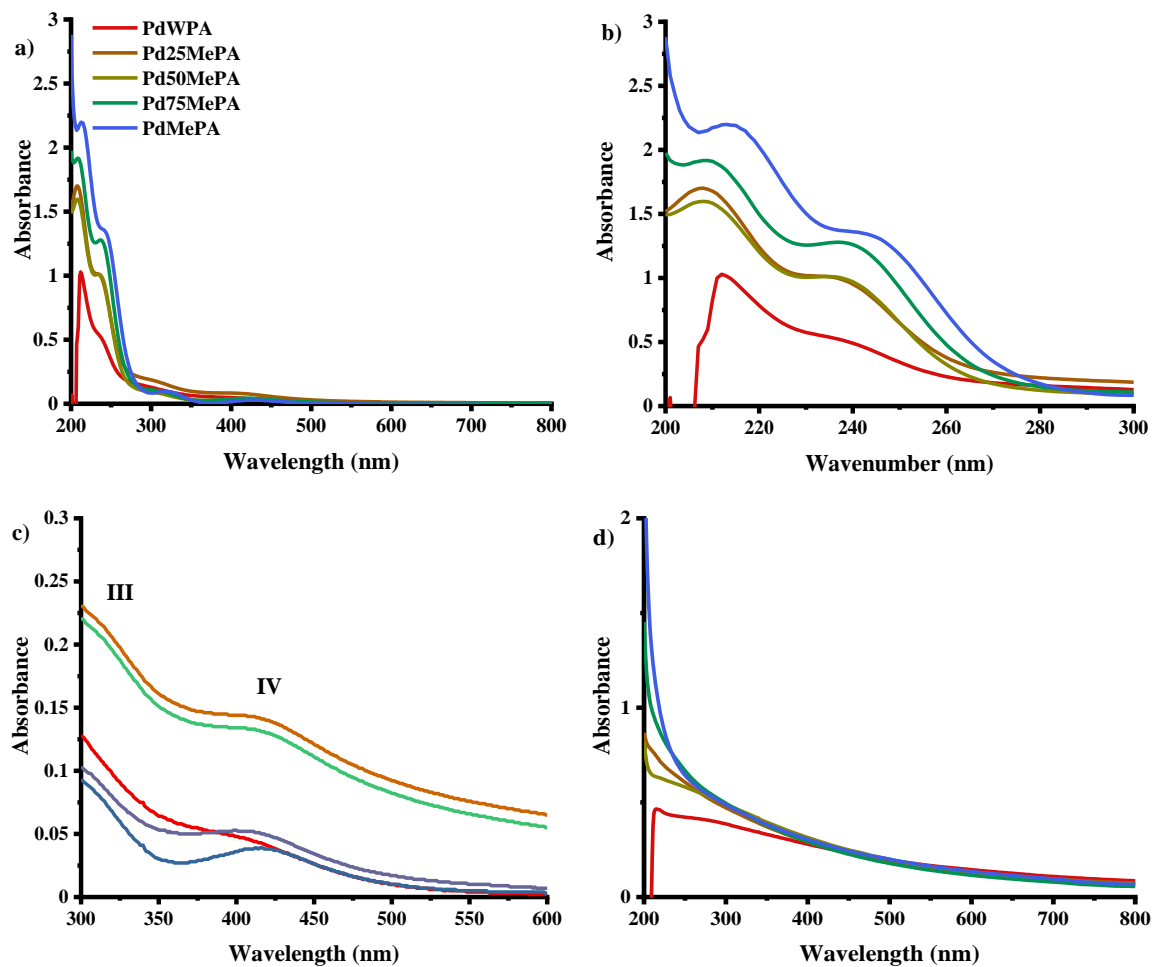 a)
PdWPA
Pd25MePA
Pd50MePA
Pd75MePA
PdMePA
3
2.5
2
1.5
1
0.5
0
Absorbance
200 300 400 500 600 700 800
Wavelength (nm)
b)
3
2.5
2
1.5
1
0.5
0
Absorbance
200 220 240 260 280 300
Wavenumber (nm)
c)
III
IV
0.3
0.25
0.2
0.15
0.1
0.05
0
Absorbance
300 350 400 450 500 550 600
Wavelength (nm)
d)
2
1
0
Absorbance
200 300 400 500 600 700 800
Wavelength (nm)